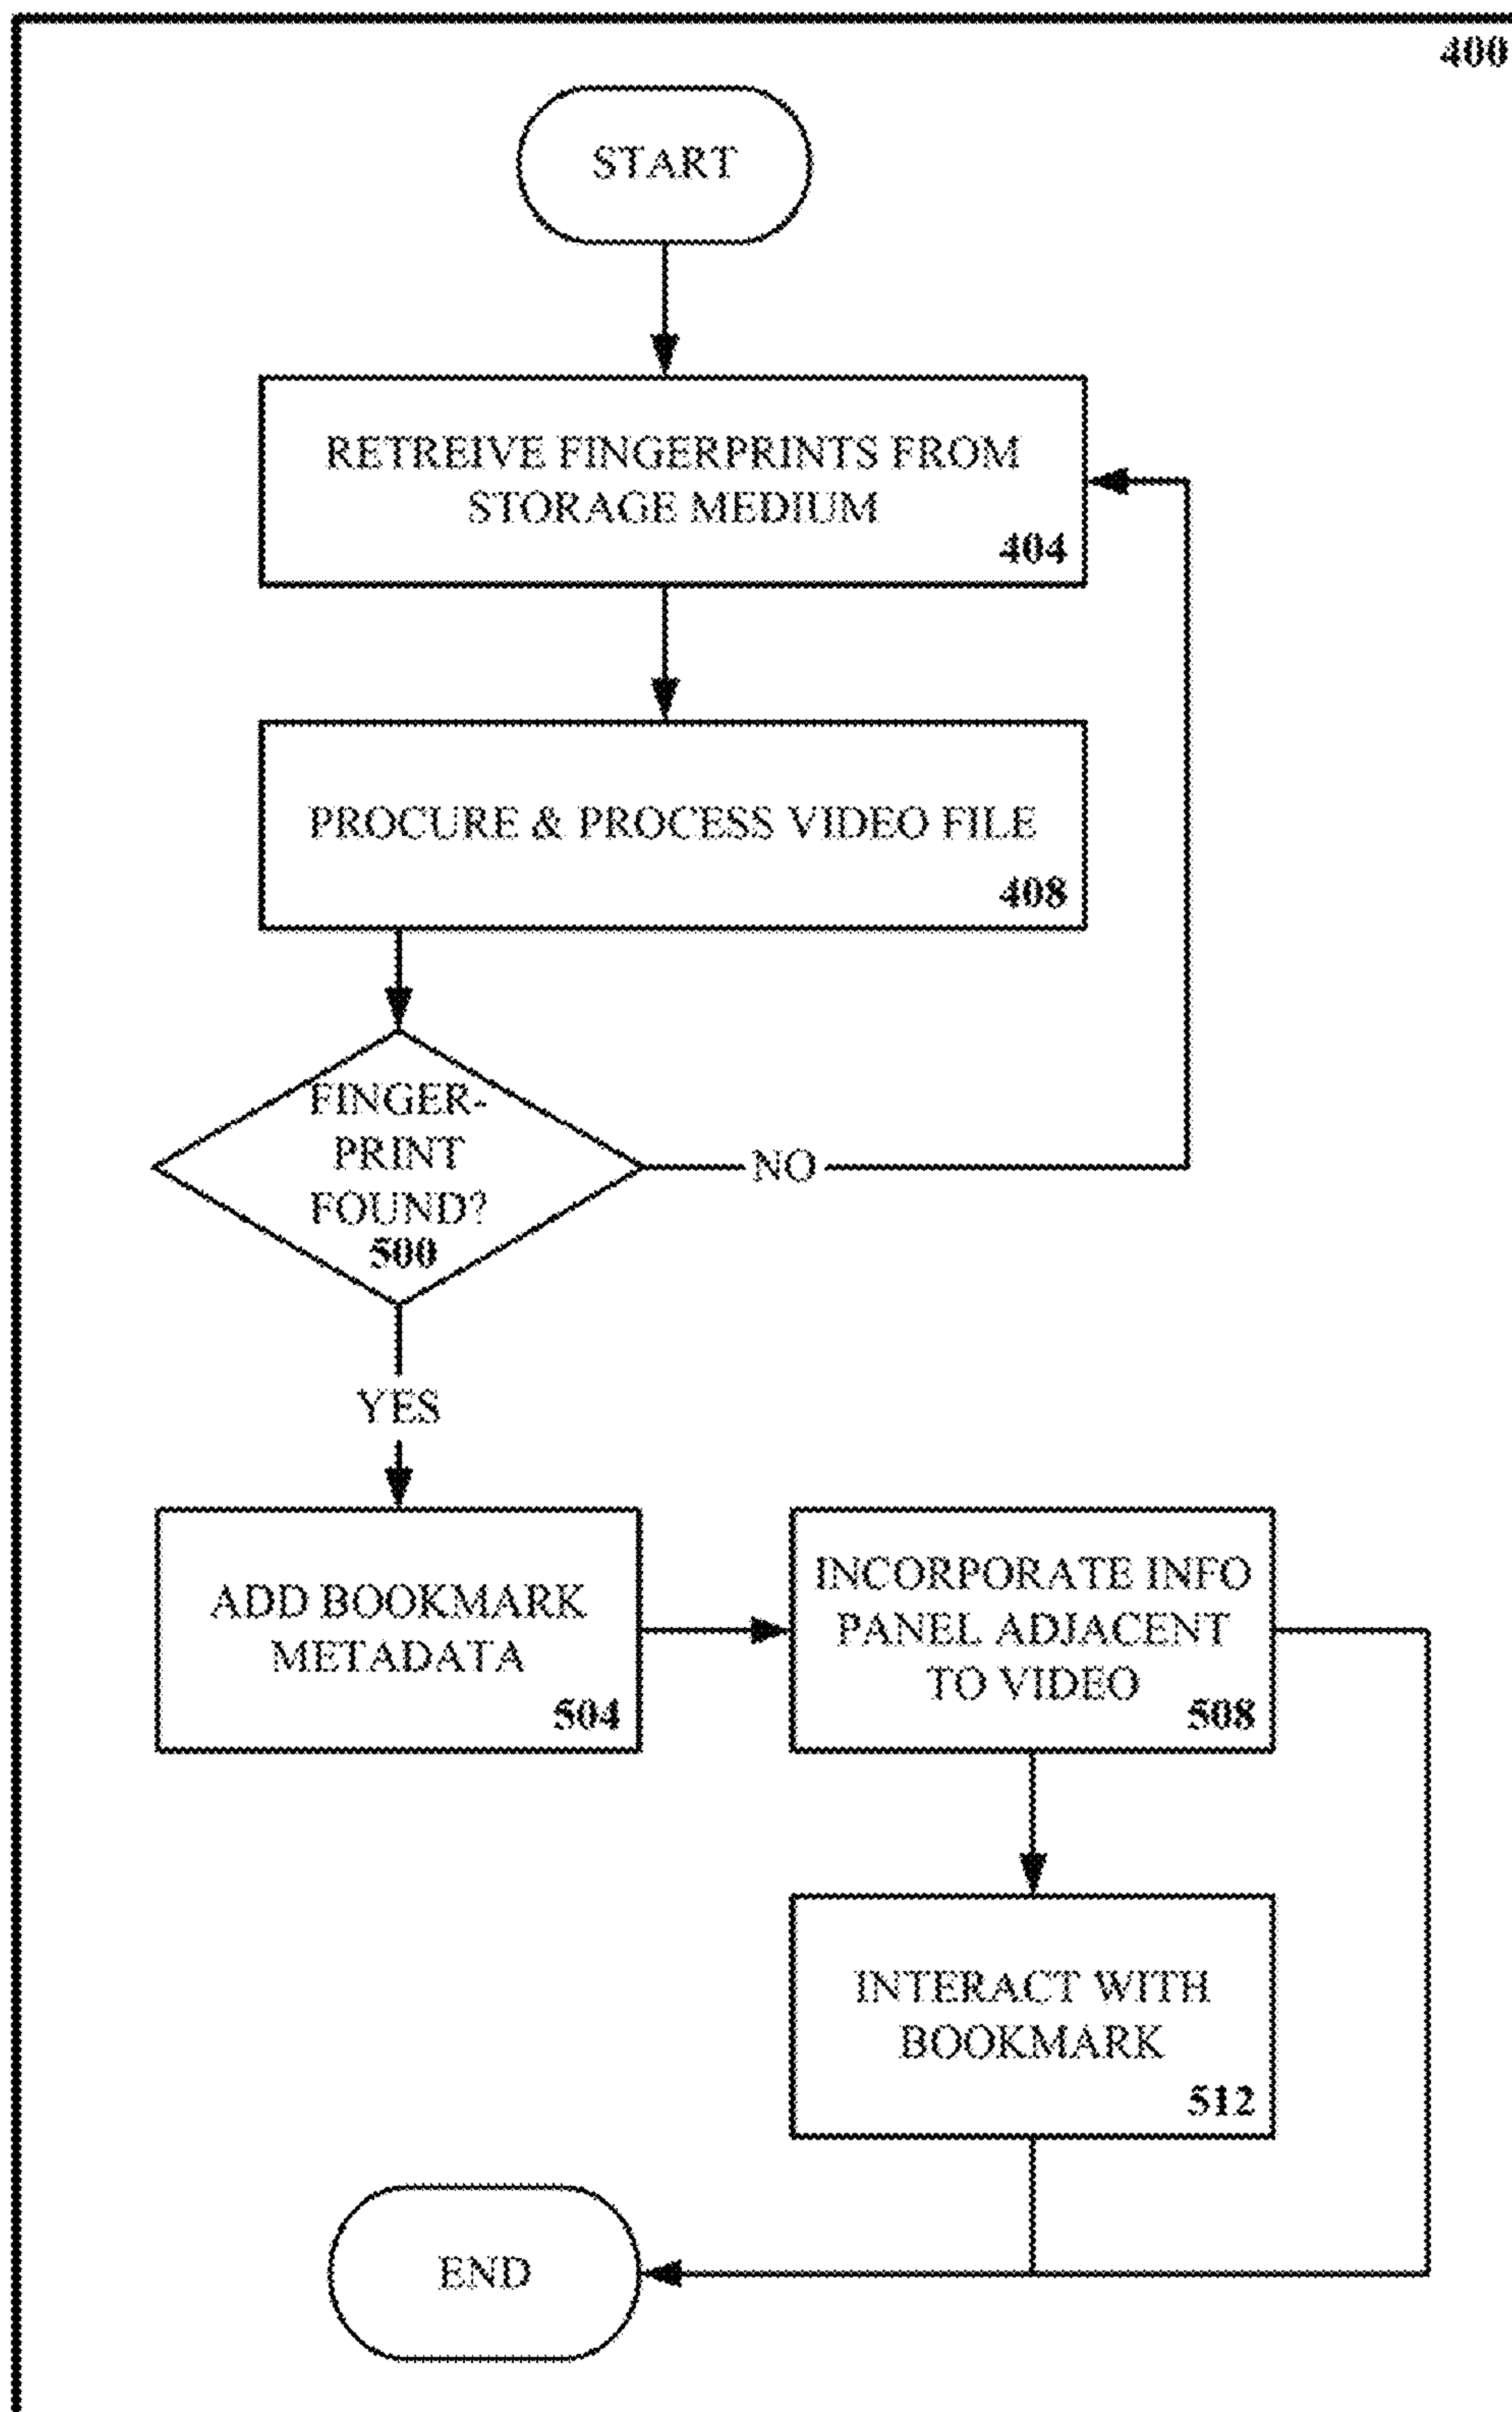 400
START
RETREIVE FINGERPRINTS FROM
STORAGE MEDIUM
404
PROCURE & PROCESS VIDEO FILE
408
FINGER-
PRINT
FOUND?
500
NO
YES
ADD BOOKMARK
METADATA
504
INCORPORATE INFO
PANEL ADJACENT
TO VIDEO
508
INTERACT WITH
BOOKMARK
512
END